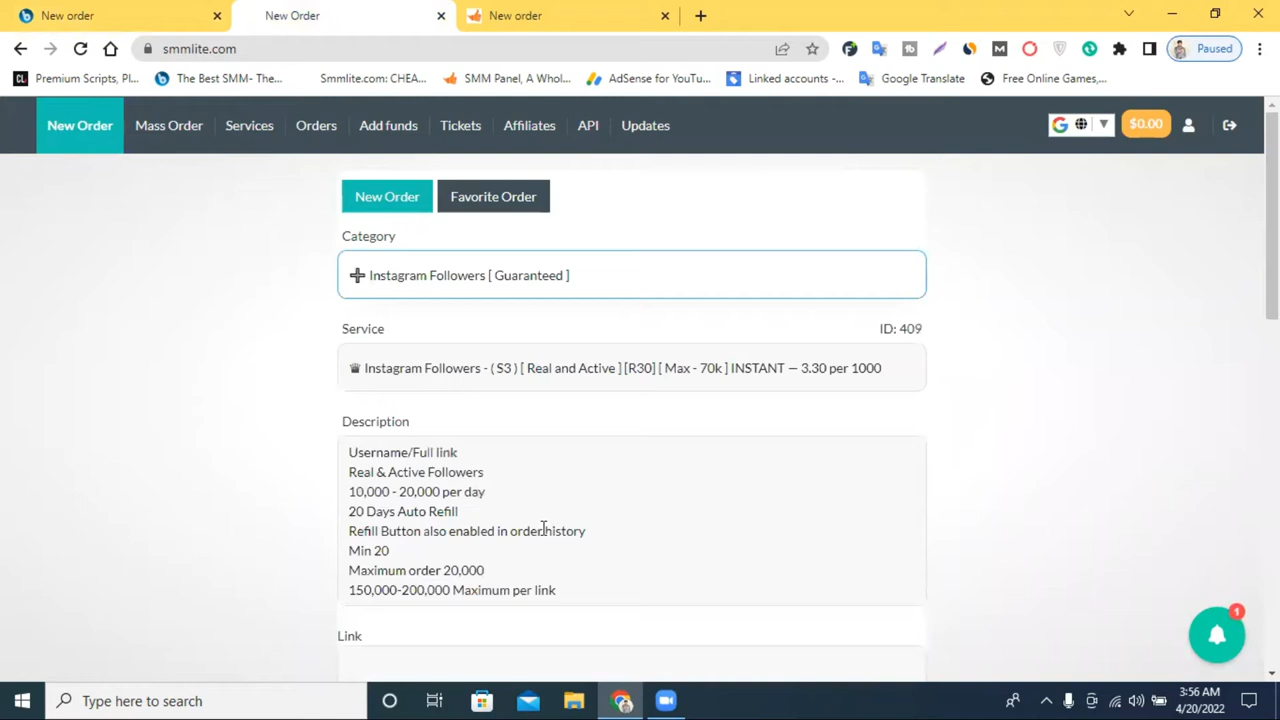 New order
New Order
New order
smmlite.com
Paused
CL Premium Scripts, Pl...
The Best SMM- The...
Smmlite.com: CHEA...
SMM Panel, A Whol...
AdSense for YouTu...
Linked accounts -...
Google Translate
Free Online Games,...
New Order
Mass Order
Services
Orders
Add funds
Tickets
Affiliates
API
Updates
$0.00
New Order
Favorite Order
Category
Instagram Followers [ Guaranteed ]
Service
ID: 409
Instagram Followers - ( S3 ) [ Real and Active ] [R30] [ Max - 70k ] INSTANT — 3.30 per 1000
Description
Username/Full link
Real & Active Followers
10,000 - 20,000 per day
20 Days Auto Refill
Refill Button also enabled in order history
Min 20
Maximum order 20,000
150,000-200,000 Maximum per link
Link
1
Type here to search
3:56 AM
4/20/2022